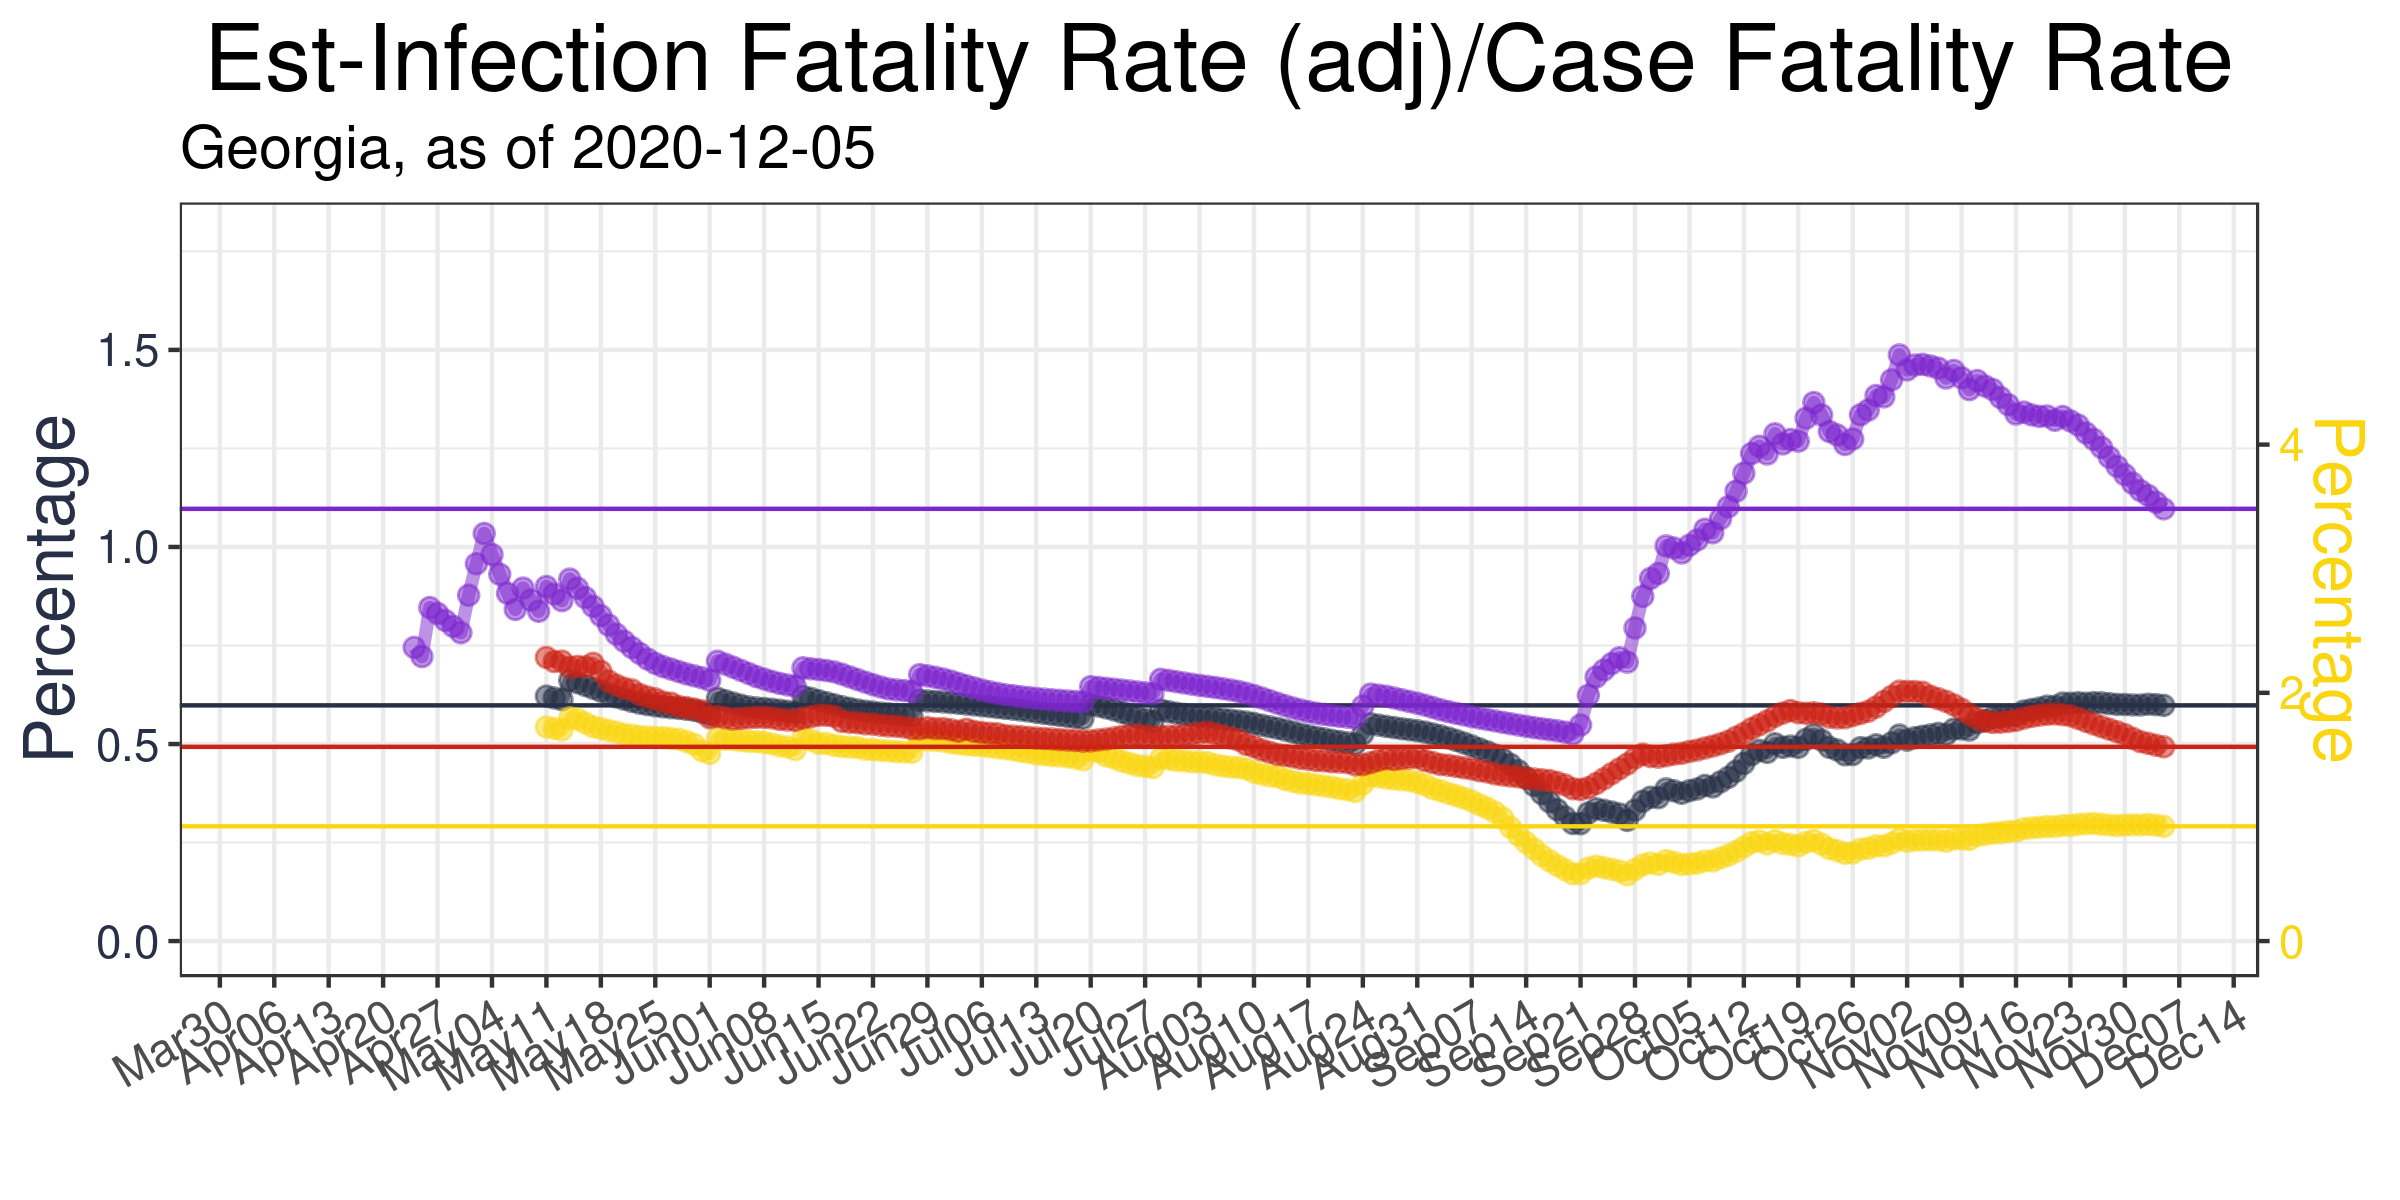 Est-Infection Fatality Rate (adj)/Case Fatality Rate
Georgia, as of 2020-12-05
Percentage
1.5
1.0
0.5
0.0
4
2
0
Percentage
Mar30 Apr06 Apr13 Apr20 Apr27 May04 May11 May18 May25 Jun01 Jun08 Jun15 Jun22 Jun29 Jul06 Jul13 Jul20 Jul27 Aug03 Aug10 Aug17 Aug24 Aug31 Sep07 Sep14 Sep21 Sep28 Oct05 Oct12 Oct19 Oct26 Nov02 Nov09 Nov16 Nov23 Nov30 Dec07 Dec14